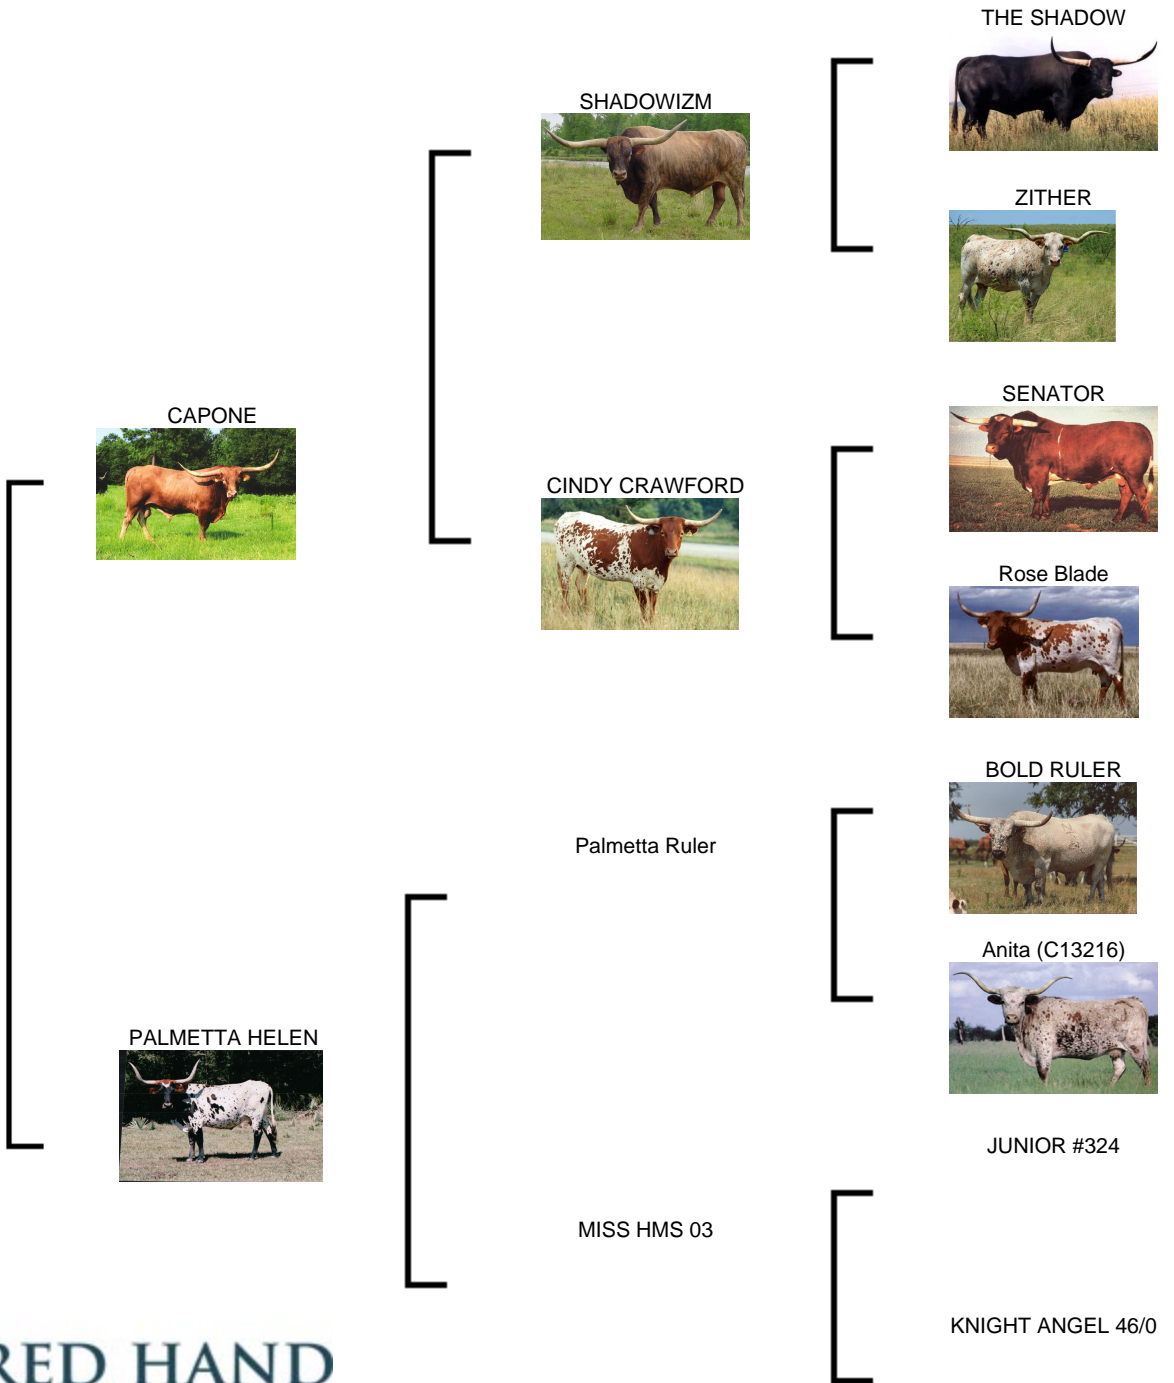 THE SHADOW
SHADOWIZM
ZITHER
CAPONE
SENATOR
CINDY CRAWFORD
Rose Blade
BOLD RULER
Palmetta Ruler
Anita (C13216)
PALMETTA HELEN
JUNIOR #324
MISS HMS 03
KNIGHT ANGEL 46/0
RED HAND